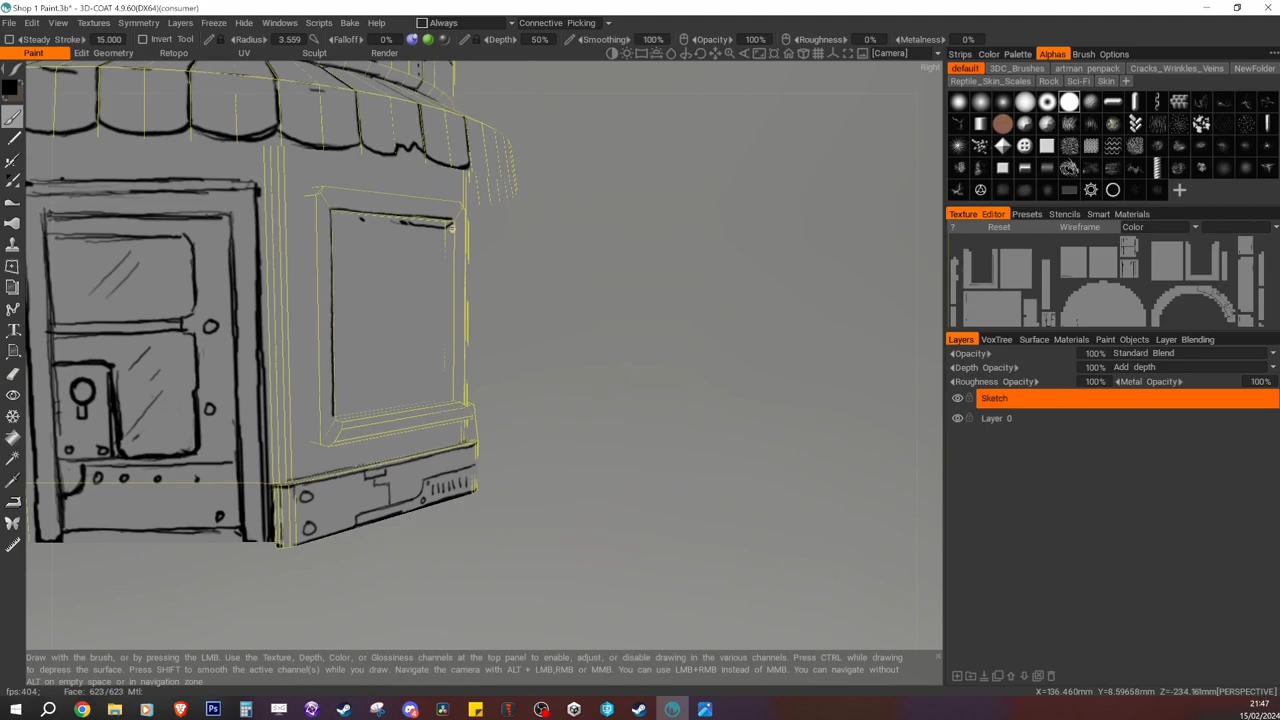 Shop 1 Paint.3b* - 3D-COAT 4.9.60(DX64)(consumer)
File Edit View Textures Symmetry Layers Freeze Hide Windows Scripts Bake Help Always Connective Picking
Steady Stroke 15.000 Invert Tool Radius 3.559 Falloff 0% Depth 50% Smoothing 100% Opacity 100% Roughness 0% Metalness 0%
Paint Edit Geometry Retopo UV Sculpt Render [Camera]
Right
Strips Color Palette Alphas Brush Options
default 3DC_Brushes artman penpack Cracks_Wrinkles_Veins NewFolder
Reptile_Skin_Scales Rock Sci-Fi Skin +
Texture Editor Presets Stencils Smart Materials
? Reset Wireframe Color
Layers VoxTree Surface Materials Paint Objects Layer Blending
Opacity 100% Standard Blend
Depth Opacity 100% Add depth
Roughness Opacity 100% Metal Opacity 100%
Sketch
Layer 0
Draw with the brush, or by pressing the LMB. Use the Texture, Depth, Color, or Glossiness channels at the top panel to enable, adjust, or disable drawing in the various channels. Press CTRL while drawing
to depress the surface. Press SHIFT to smooth the active channel(s) while you draw. Navigate the camera with ALT + LMB,RMB or MMB. You can use LMB+RMB instead of MMB. You can navigate without
ALT on empty space or in navigation zone
fps:404; Face: 623/623 Mtl: X=136.460mm Y=8.59658mm Z=-234.161mm[PERSPECTIVE]
21:47
15/02/2024